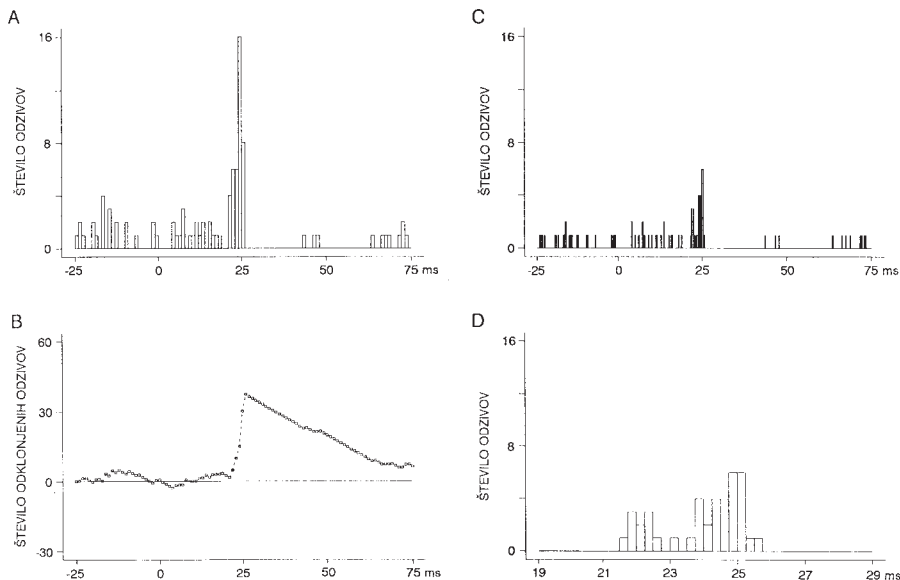 A
ŠTEVILO ODZIVOV
16
8
0
-25 0 25 50 75 ms
B
ŠTEVILO ODKLONJENIH ODZIVOV
60
30
0
-30
-25 0 25 50 75 ms
C
ŠTEVILO ODZIVOV
16
8
0
-25 0 25 50 75 ms
D
ŠTEVILO ODZIVOV
16
8
0
19 21 23 25 27 29 ms